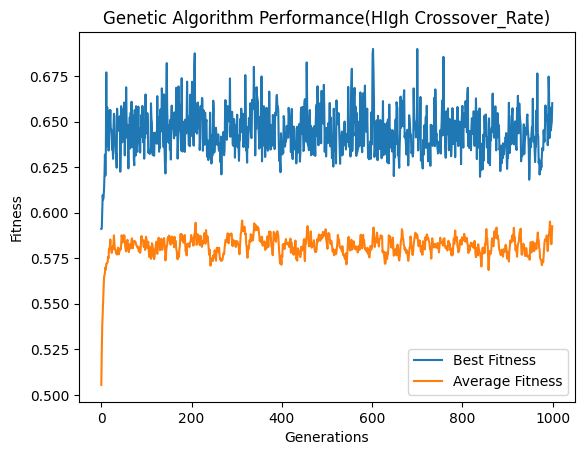 Genetic Algorithm Performance(HIgh Crossover_Rate)
Fitness
0.675
0.650
0.625
0.600
0.575
0.550
0.525
0.500
0 200 400 600 800 1000
Generations
Best Fitness
Average Fitness